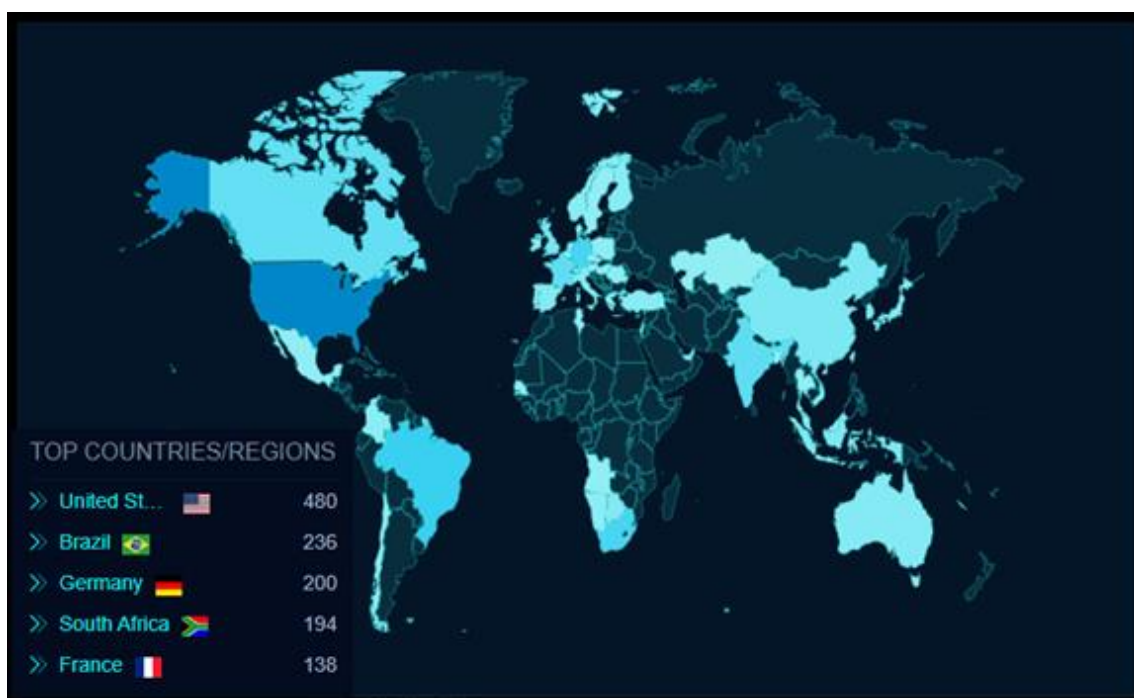 TOP COUNTRIES/REGIONS
United St... 480
Brazil 236
Germany 200
South Africa 194
France 138